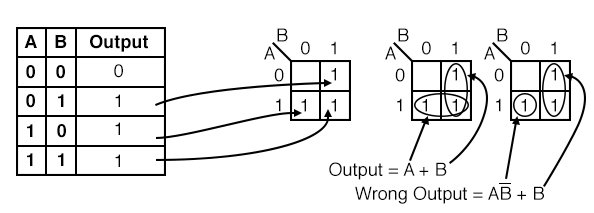 A B Output
0 0 0
0 1 1
1 0 1
1 1 1
B
A 0 1
0 1
1 1 1
B
A 0 1
0 1
1 1 1
B
A 0 1
0 1
1 1 1
Output = A + B
Wrong Output = AB̅ + B